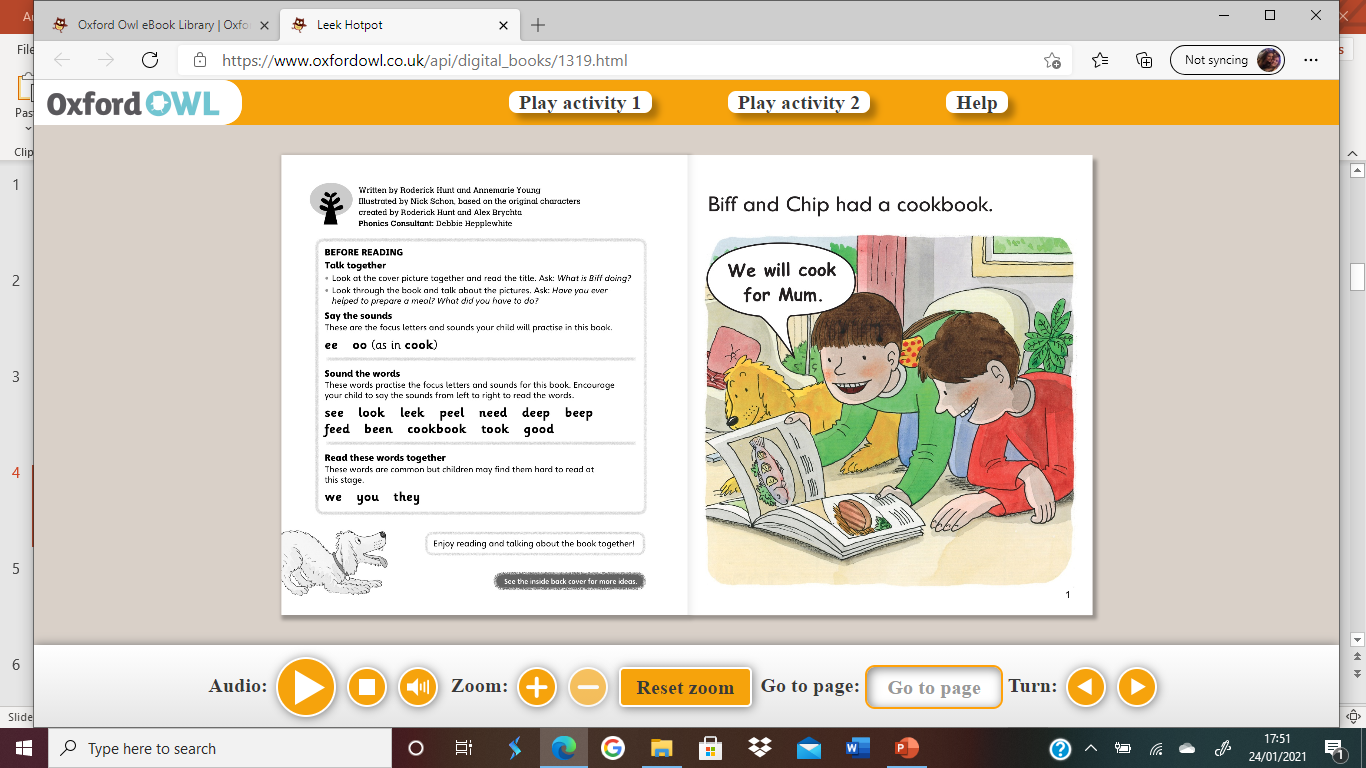 Oxford Owl eBook Library | Oxfo
Leek Hotpot
File
https://www.oxfordowl.co.uk/api/digital_books/1319.html
Not syncing
Pas
Clip
Oxford OWL
Play activity 1
Play activity 2
Help
1
2
3
4
5
6
Written by Roderick Hunt and Annemarie Young
Illustrated by Nick Schon, based on the original characters
created by Roderick Hunt and Alex Brychta
Phonics Consultant: Debbie Hepplewhite
BEFORE READING
Talk together
• Look at the cover picture together and read the title. Ask: What is Biff doing?
• Look through the book and talk about the pictures. Ask: Have you ever
helped to prepare a meal? What did you have to do?
Say the sounds
These are the focus letters and sounds your child will practise in this book.
ee oo (as in cook)
Sound the words
These words practise the focus letters and sounds for this book. Encourage
your child to say the sounds from left to right to read the words.
see look leek peel need deep beep
feed been cookbook took good
Read these words together
These words are common but children may find them hard to read at
this stage.
we you they
Enjoy reading and talking about the book together!
See the inside back cover for more ideas.
Biff and Chip had a cookbook.
We will cook
for Mum.
1
Audio:
Zoom:
Reset zoom
Go to page:
Go to page
Turn:
Slide
Type here to search
17:51
24/01/2021
1